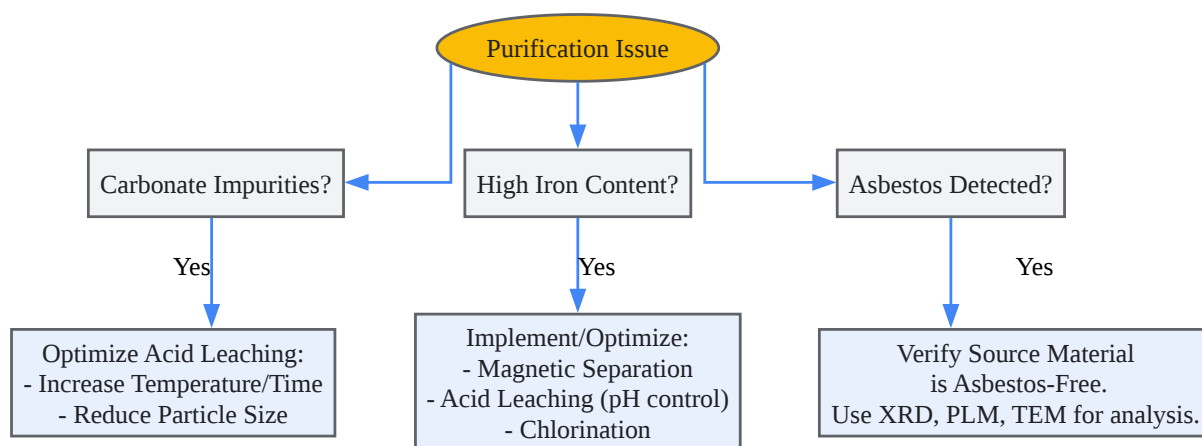 Purification Issue
Carbonate Impurities?
High Iron Content?
Asbestos Detected?
Yes
Yes
Yes
Optimize Acid Leaching:
- Increase Temperature/Time
- Reduce Particle Size
Implement/Optimize:
- Magnetic Separation
- Acid Leaching (pH control)
- Chlorination
Verify Source Material
is Asbestos-Free.
Use XRD, PLM, TEM for analysis.